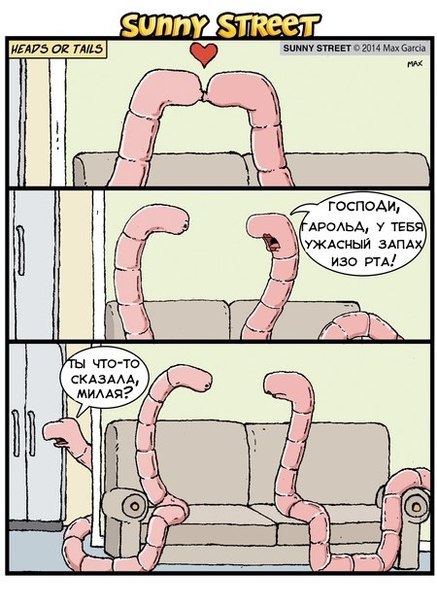 SUNNY STREET
HEADS OR TAILS
SUNNY STREET © 2014 Max Garcia
MAX
ГОСПОДИ,
ГАРОЛЬД, У ТЕБЯ
УЖАСНЫЙ ЗАПАХ
ИЗО РТА!
ТЫ ЧТО-ТО
СКАЗАЛА,
МИЛАЯ?